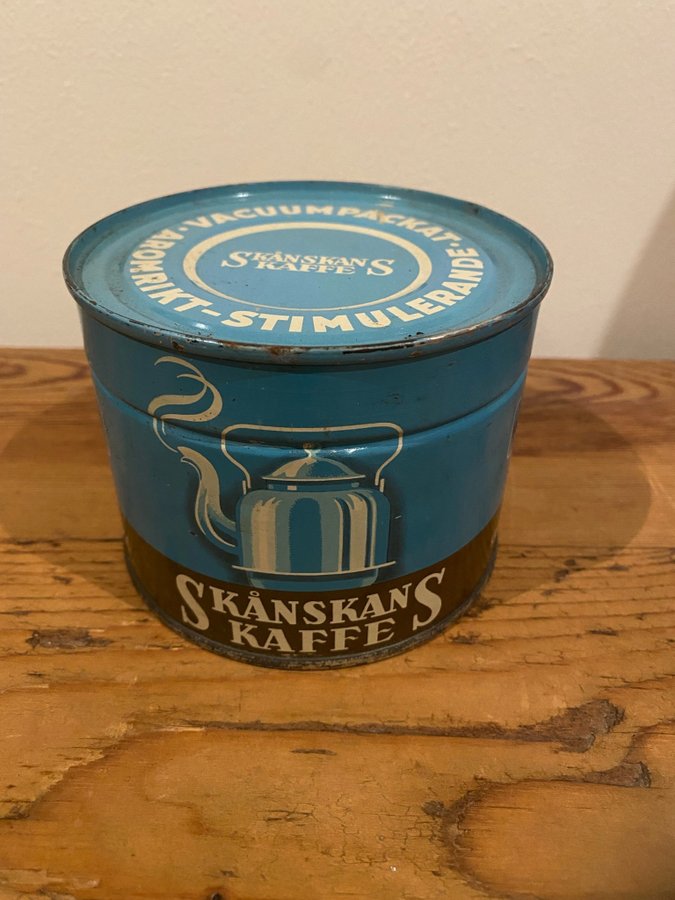 · VACUUMPACKAT ·
AROMRIKT - STIMULERANDE
SKÅNSKANS
KAFFE
SKÅNSKANS
KAFFE